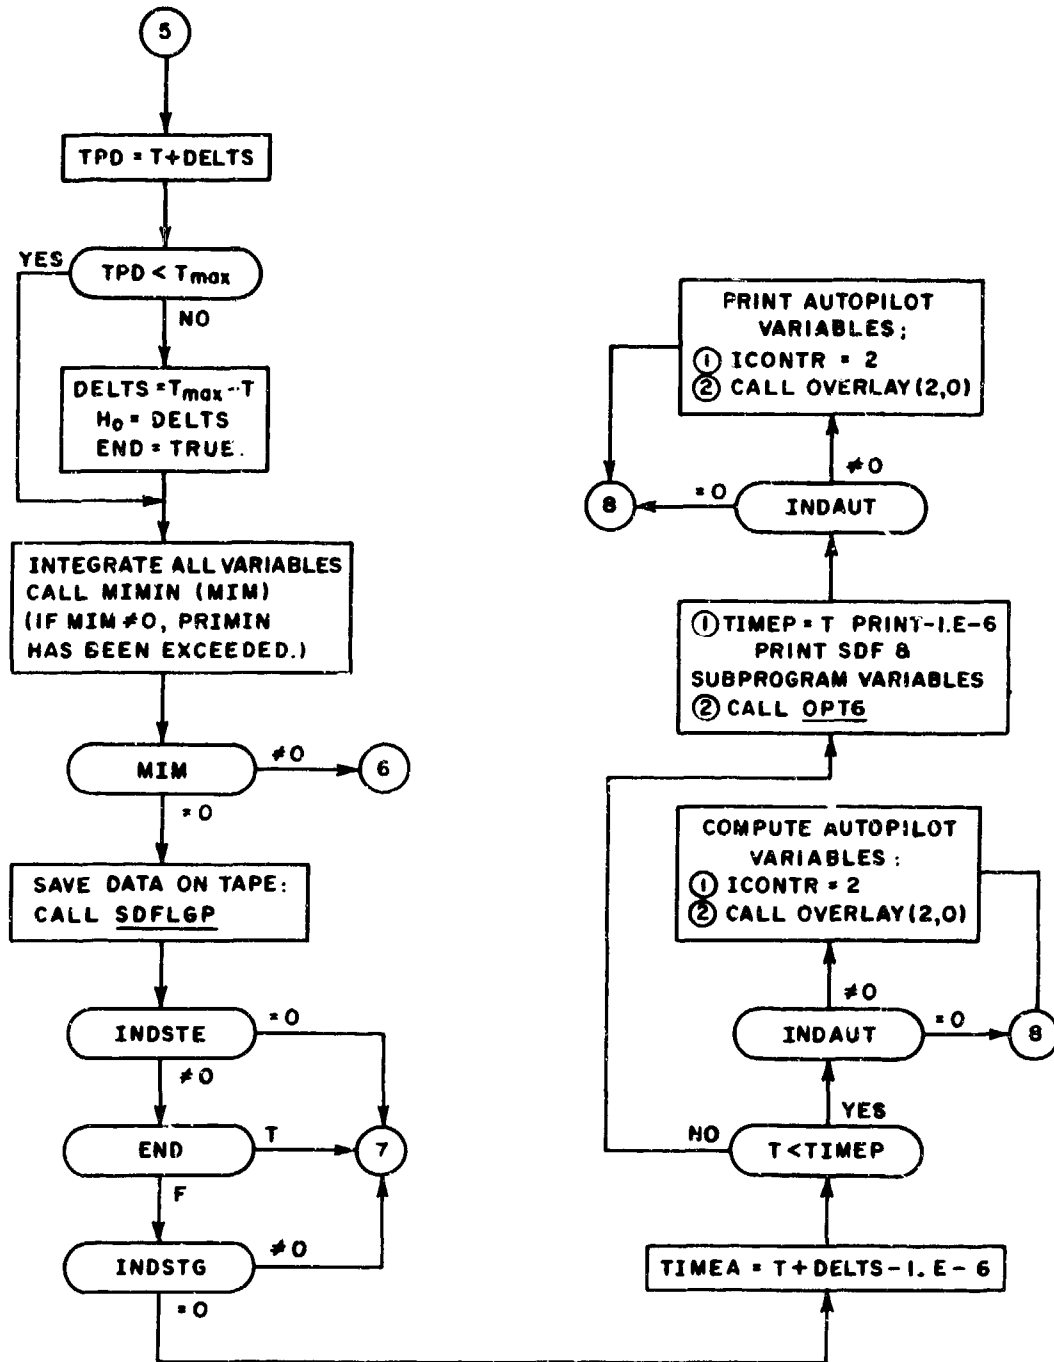 5
TPD = T+DELTS
YES
TPD < Tmax
NO
DELTS = Tmax - T
H0 = DELTS
END = TRUE.
INTEGRATE ALL VARIABLES
CALL MIMIN (MIM)
(IF MIM ≠ 0, PRIMIN
HAS BEEN EXCEEDED.)
MIM
≠0
6
=0
SAVE DATA ON TAPE:
CALL SDFLGP
INDSTE
=0
≠0
END
T
7
F
INDSTG
≠0
=0
PRINT AUTOPILOT
VARIABLES;
① ICONTR = 2
② CALL OVERLAY (2,0)
≠0
8
=0
INDAUT
① TIMEP = T PRINT-1.E-6
PRINT SDF &
SUBPROGRAM VARIABLES
② CALL OPT6
COMPUTE AUTOPILOT
VARIABLES:
① ICONTR = 2
② CALL OVERLAY (2,0)
≠0
INDAUT
=0
8
YES
NO
T < TIMEP
TIMEA = T + DELTS - 1. E - 6